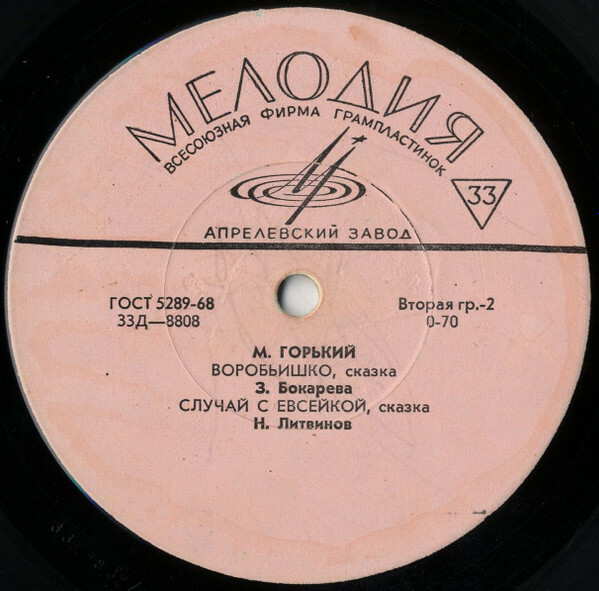 МЕЛОДИЯ
ВСЕСОЮЗНАЯ ФИРМА ГРАМПЛАСТИНОК
33
АПРЕЛЕВСКИЙ ЗАВОД
ГОСТ 5289-68
Вторая гр.-2
33Д—8808
0-70
М. ГОРЬКИЙ
ВОРОБЬИШКО, сказка
З. Бокарева
СЛУЧАЙ С ЕВСЕЙКОЙ, сказка
Н. Литвинов